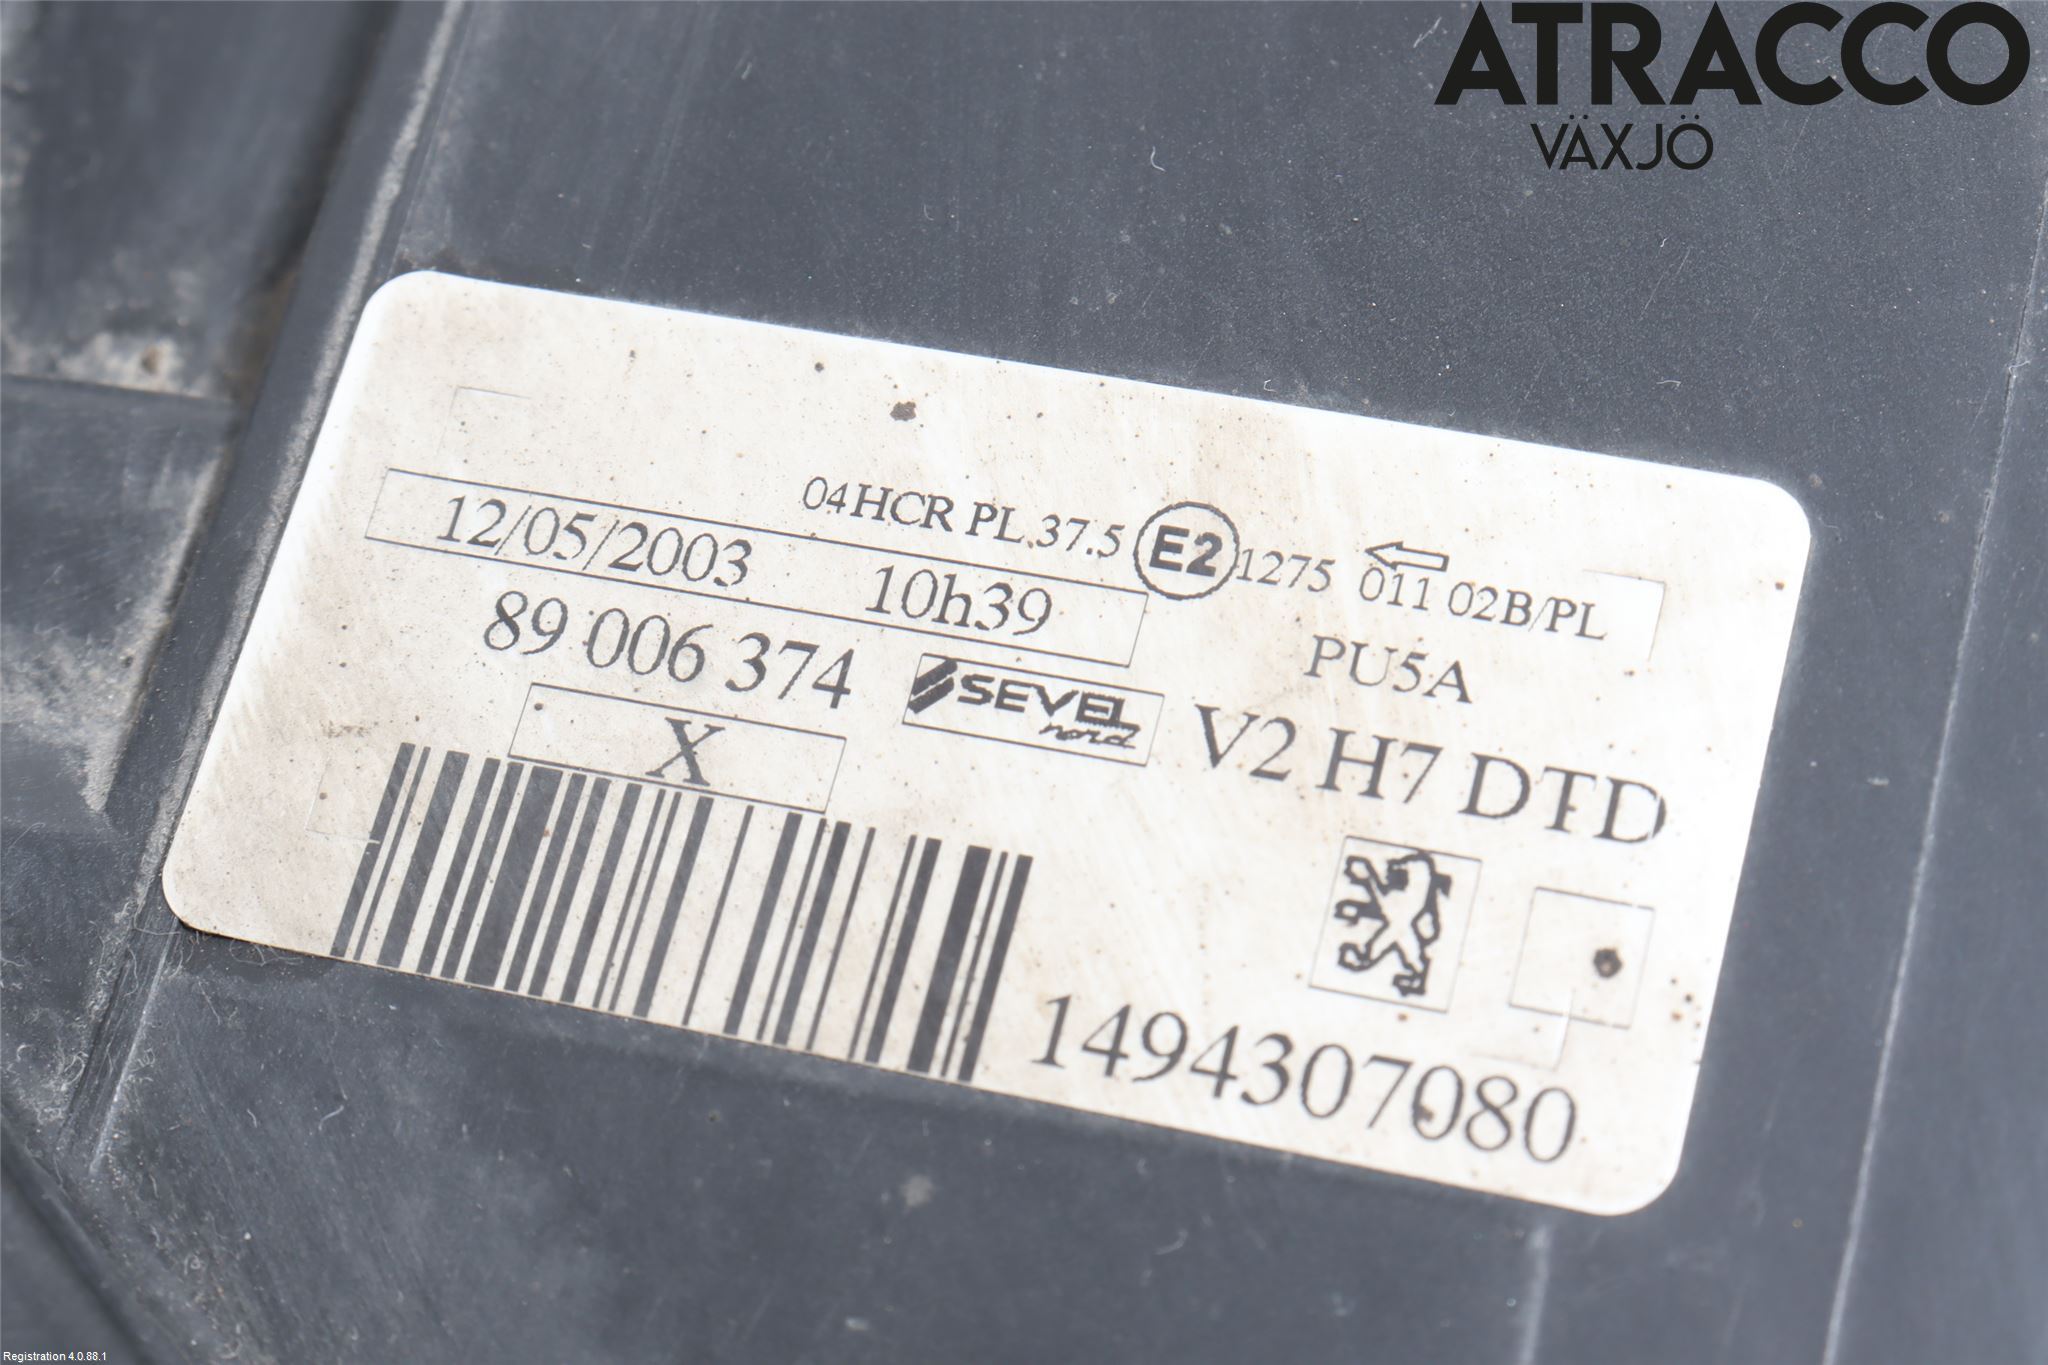 ATRACCO
VÄXJÖ
04HCR PL 37.5 E2 1275 011 02B/PL
12/05/2003 10h39
PU5A
89 006 374 SEVEL nord V2 H7 DTD
X
1494307080
Registration 4.0.88.1